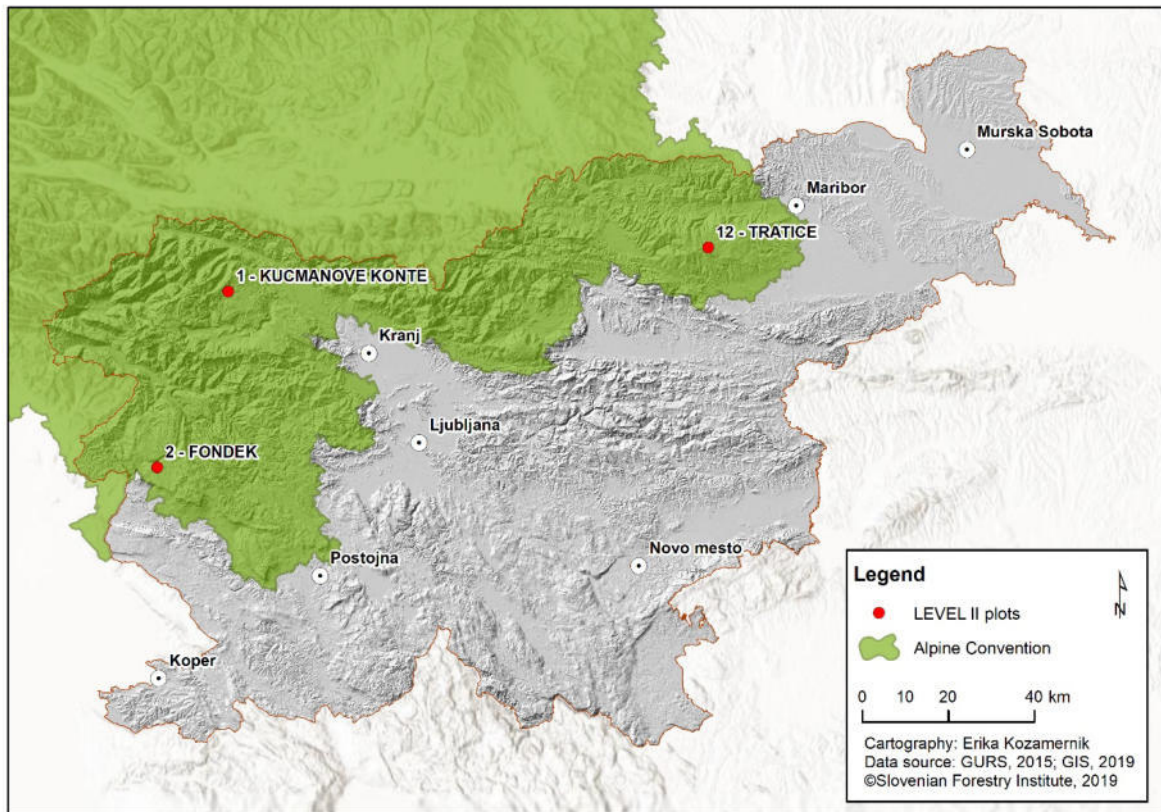 Murska Sobota
Maribor
12 - TRATICE
1 - KUCMANOVE KONTE
Kranj
Ljubljana
2 - FONDEK
Postojna
Novo mesto
Koper
Legend
N
LEVEL II plots
Alpine Convention
0 10 20 40 km
Cartography: Erika Kozamernik
Data source: GURS, 2015; GIS, 2019
©Slovenian Forestry Institute, 2019